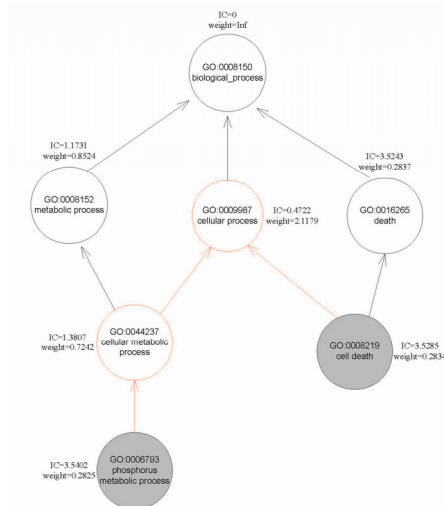 IC=0
weight=Inf
GO:0008150
biological_process
IC=1.1731
weight=0.8524
GO:0008152
metabolic process
GO:0009987
cellular process
IC=0.4722
weight=2.1179
IC=3.5243
weight=0.2837
GO:0016265
death
IC=1.3807
weight=0.7242
GO:0044237
cellular metabolic
process
GO:0008219
cell death
IC=3.5285
weight=0.2834
IC=3.5402
weight=0.2825
GO:0006793
phosphorus
metabolic process